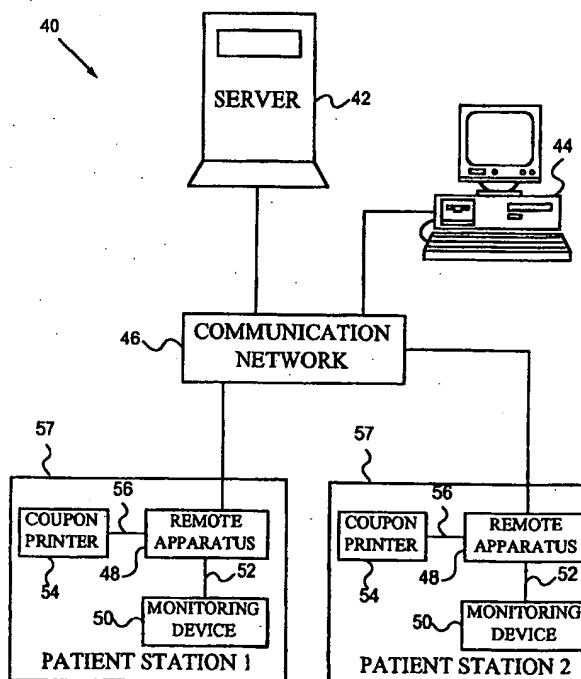 40
SERVER
42
44
46
COMMUNICATION
NETWORK
57
COUPON
PRINTER
56
REMOTE
APPARATUS
54
48
52
50
MONITORING
DEVICE
PATIENT STATION 1
57
COUPON
PRINTER
56
REMOTE
APPARATUS
54
48
52
50
MONITORING
DEVICE
PATIENT STATION 2